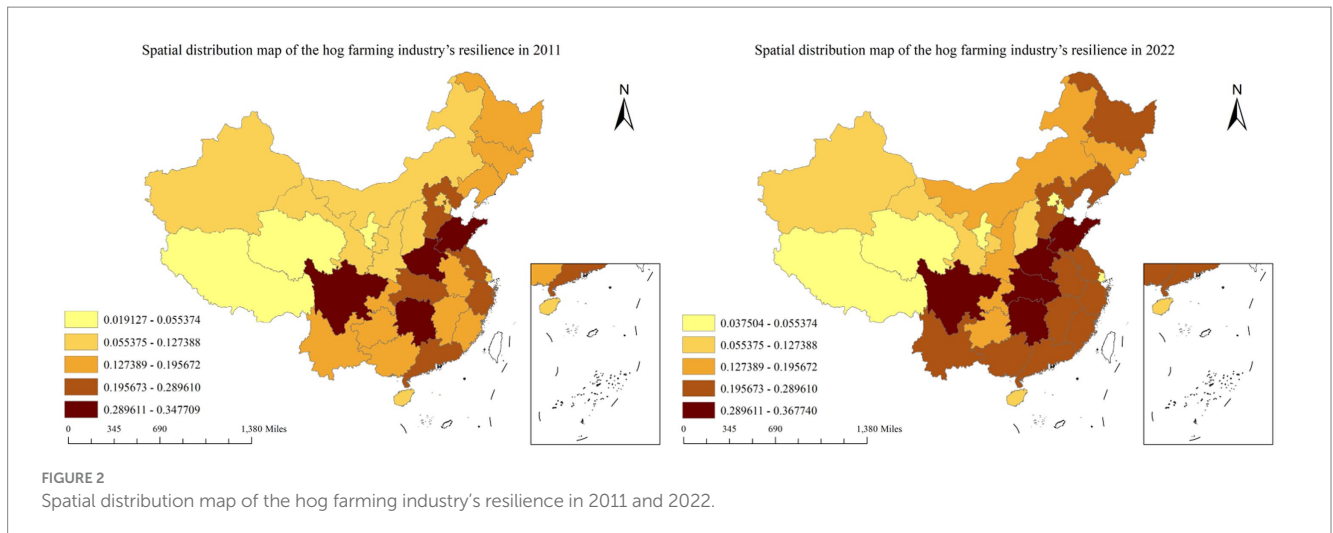 Spatial distribution map of the hog farming industry's resilience in 2011
N
0.019127 - 0.055374
0.055375 - 0.127388
0.127389 - 0.195672
0.195673 - 0.289610
0.289611 - 0.347709
0 345 690 1,380 Miles
Spatial distribution map of the hog farming industry's resilience in 2022
N
0.037504 - 0.055374
0.055375 - 0.127388
0.127389 - 0.195672
0.195673 - 0.289610
0.289611 - 0.367740
0 345 690 1,380 Miles
FIGURE 2
Spatial distribution map of the hog farming industry's resilience in 2011 and 2022.